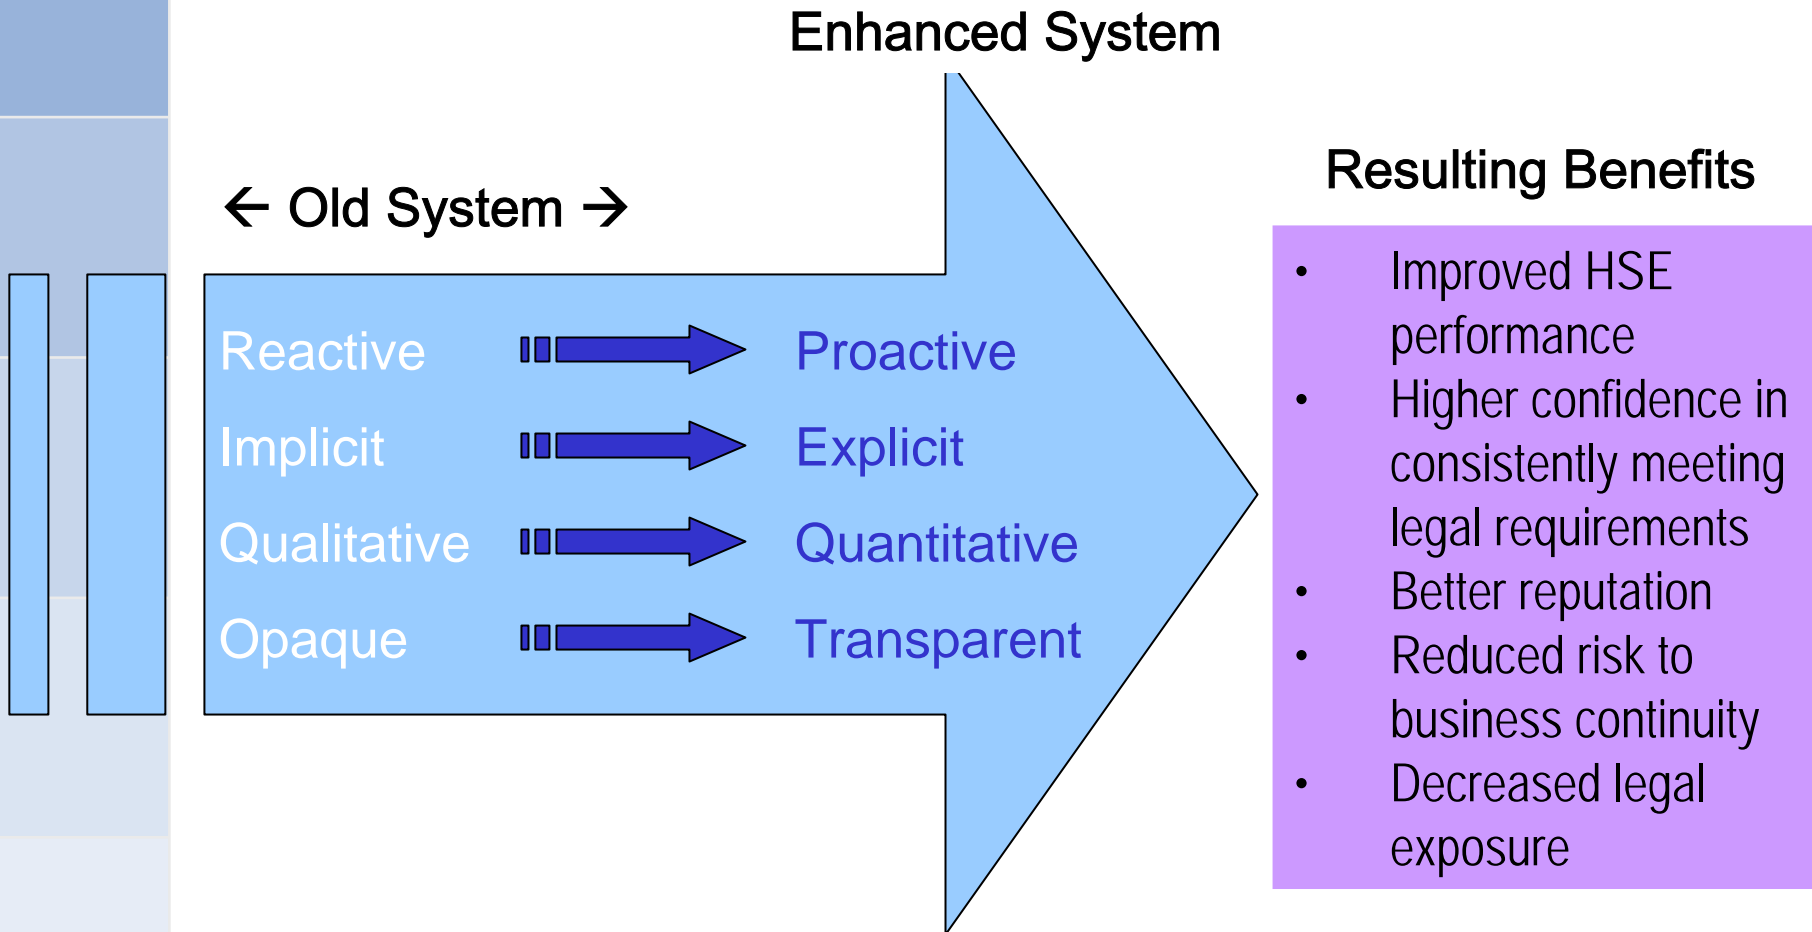 Enhanced System
← Old System →
Resulting Benefits
Reactive Proactive
Implicit Explicit
Qualitative Quantitative
Opaque Transparent
• Improved HSE
performance
• Higher confidence in
consistently meeting
legal requirements
• Better reputation
• Reduced risk to
business continuity
• Decreased legal
exposure